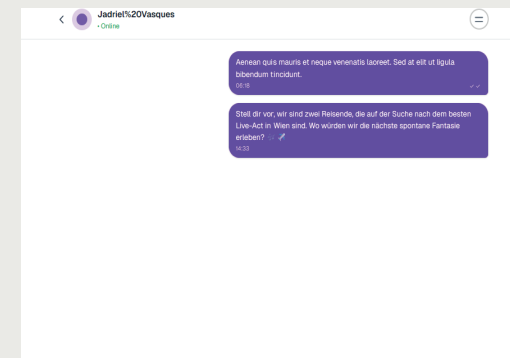 Jadriel%20Vasques
• Online
Aenean quis mauris et neque venenatis laoreet. Sed at elit ut ligula
bibendum tincidunt.
06:18
Stell dir vor, wir sind zwei Reisende, die auf der Suche nach dem besten
Live-Act in Wien sind. Wo würden wir die nächste spontane Fantasie
erleben?
14:33